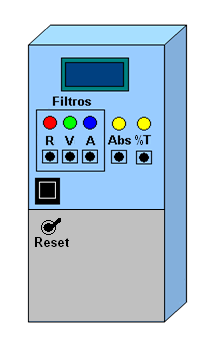 Filtros
R V A Abs %T
Reset